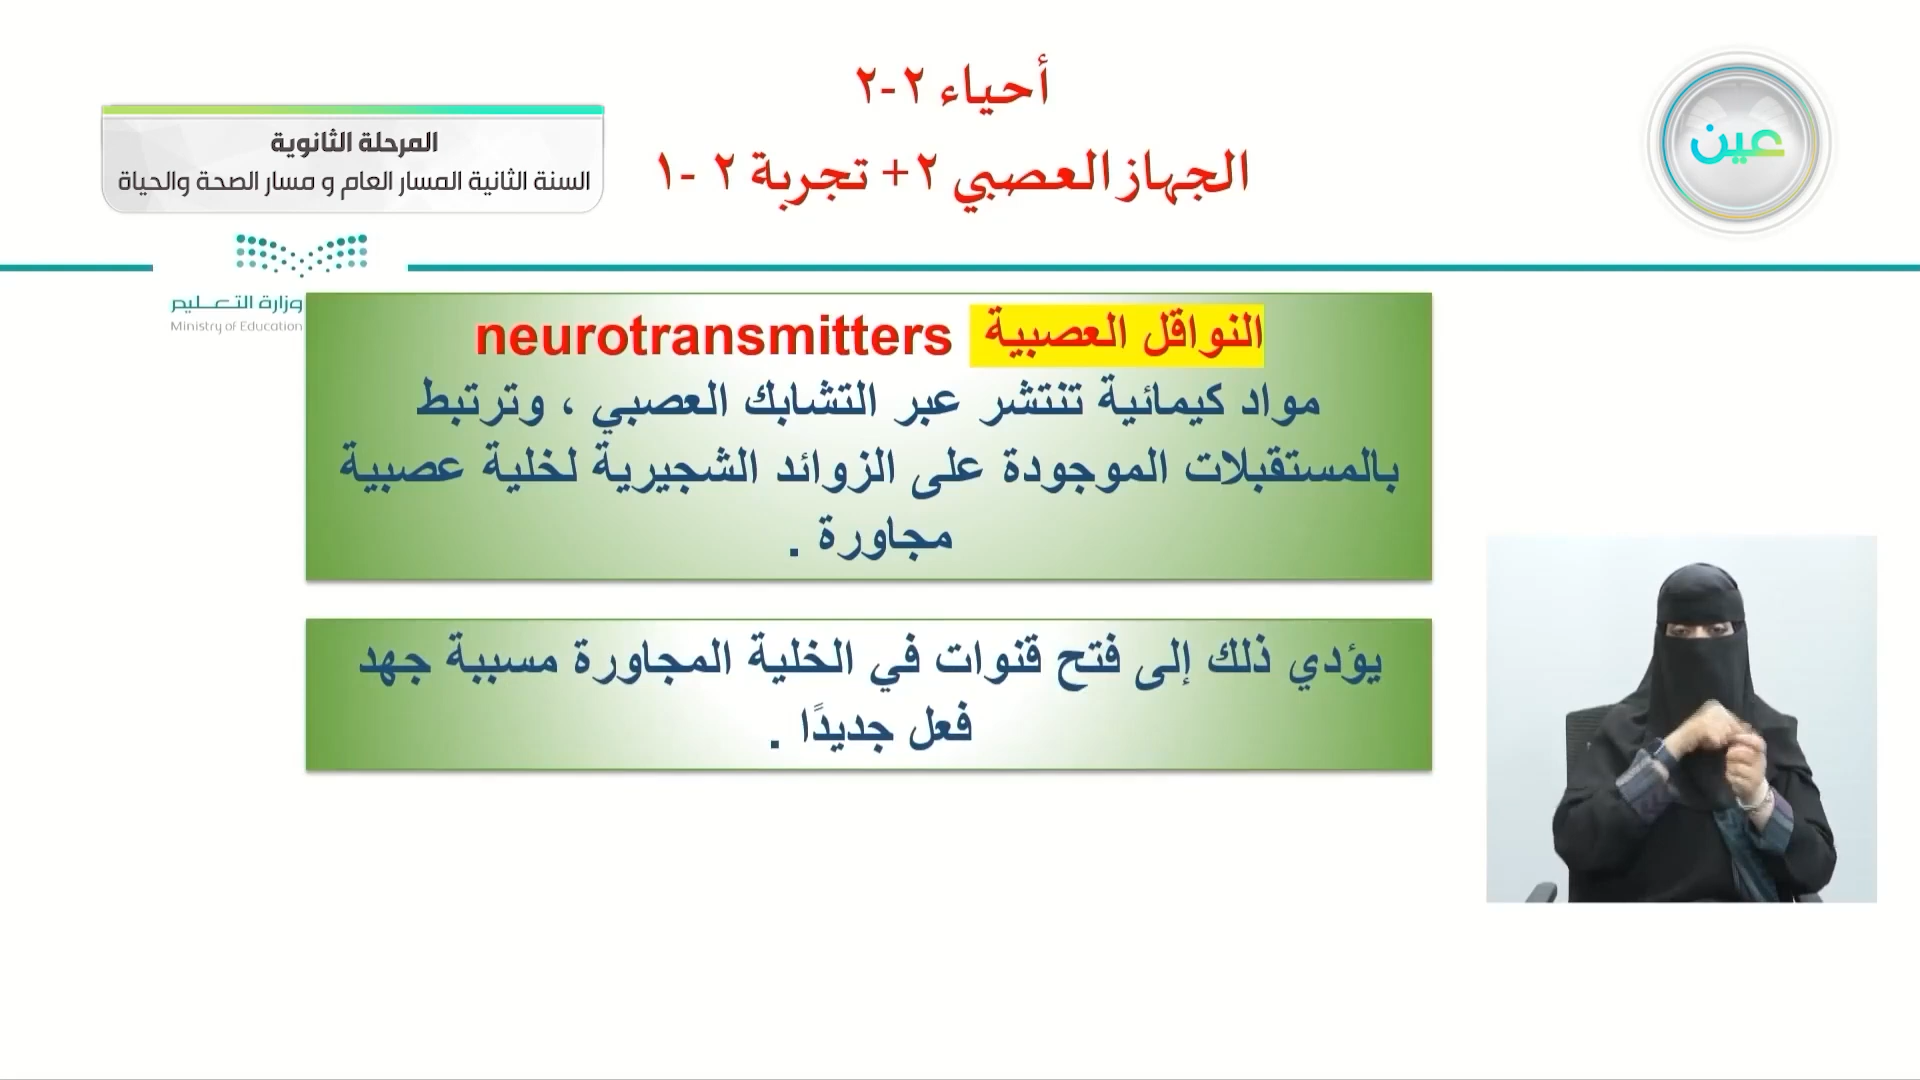 أحياء ٢-٢
الجهاز العصبي ٢ + تجربة ٢ -١
المرحلة الثانوية
السنة الثانية المسار العام و مسار الصحة والحياة
عين
وزارة التعليم
Ministry of Education
النواقل العصبية neurotransmitters
مواد كيمائية تنتشر عبر التشابك العصبي ، وترتبط
بالمستقبلات الموجودة على الزوائد الشجيرية لخلية عصبية
مجاورة .
يؤدي ذلك إلى فتح قنوات في الخلية المجاورة مسببة جهد
فعل جديدًا .